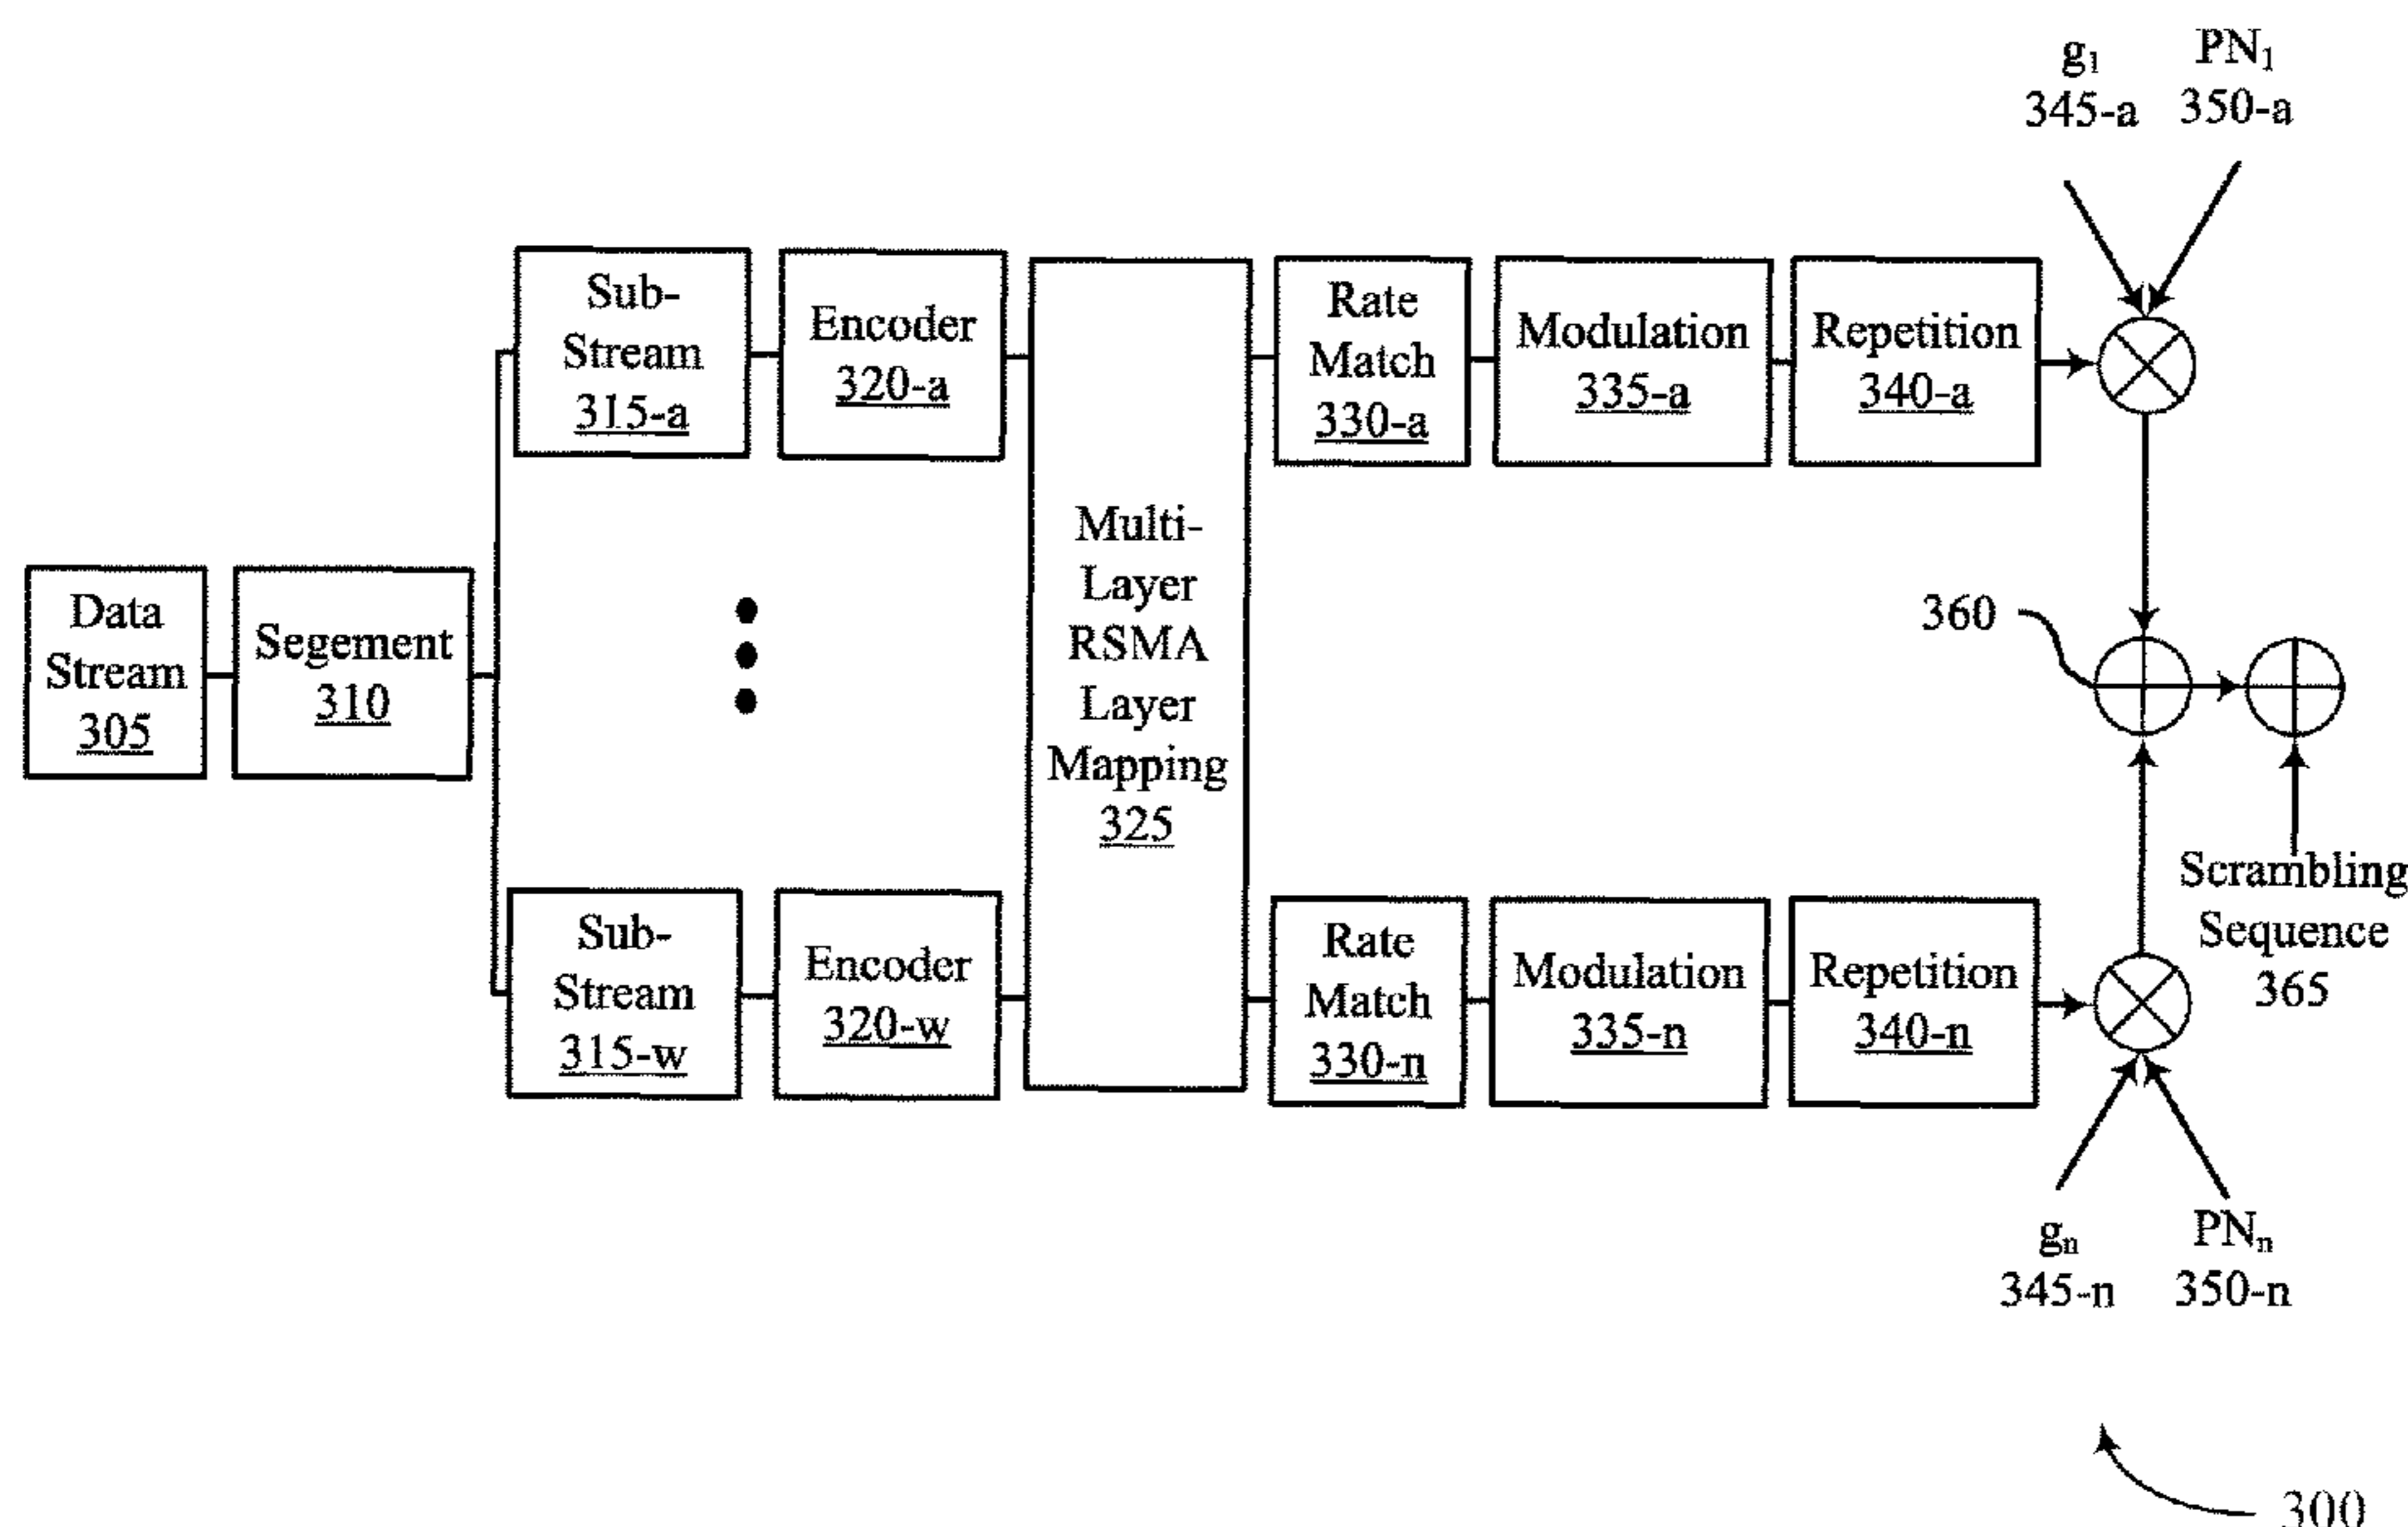 g₁
345-a
PN₁
350-a
Sub-
Stream
315-a
Encoder
320-a
Rate
Match
330-a
Modulation
335-a
Repetition
340-a
Data
Stream
305
Segement
310
Multi-
Layer
RSMA
Layer
Mapping
325
360
Scrambling
Sequence
365
Sub-
Stream
315-w
Encoder
320-w
Rate
Match
330-n
Modulation
335-n
Repetition
340-n
gₙ
345-n
PNₙ
350-n
300